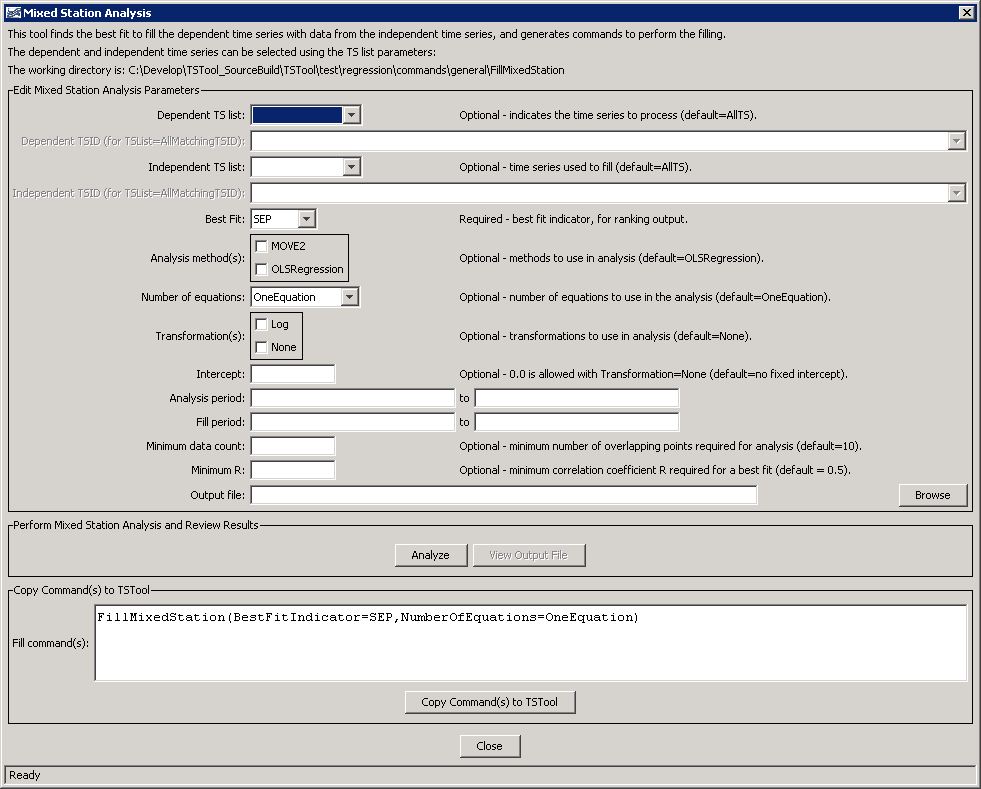 Mixed Station Analysis
This tool finds the best fit to fill the dependent time series with data from the independent time series, and generates commands to perform the filling.
The dependent and independent time series can be selected using the TS list parameters:
The working directory is: C:\Develop\TSTool_SourceBuild\TSTool\test\regression\commands\general\FillMixedStation
Edit Mixed Station Analysis Parameters
Dependent TS list: Optional - indicates the time series to process (default=AllTS).
Dependent TSID (for TSList=AllMatchingTSID):
Independent TS list: Optional - time series used to fill (default=AllTS).
Independent TSID (for TSList=AllMatchingTSID):
Best Fit: SEP Required - best fit indicator, for ranking output.
MOVE2
Analysis method(s): Optional - methods to use in analysis (default=OLSRegression).
OLSRegression
Number of equations: OneEquation Optional - number of equations to use in the analysis (default=OneEquation).
Log
Transformation(s): Optional - transformations to use in analysis (default=None).
None
Intercept: Optional - 0.0 is allowed with Transformation=None (default=no fixed intercept).
Analysis period: to
Fill period: to
Minimum data count: Optional - minimum number of overlapping points required for analysis (default=10).
Minimum R: Optional - minimum correlation coefficient R required for a best fit (default = 0.5).
Output file: Browse
Perform Mixed Station Analysis and Review Results
Analyze View Output File
Copy Command(s) to TSTool
FillMixedStation(BestFitIndicator=SEP,NumberOfEquations=OneEquation)
Fill command(s):
Copy Command(s) to TSTool
Close
Ready